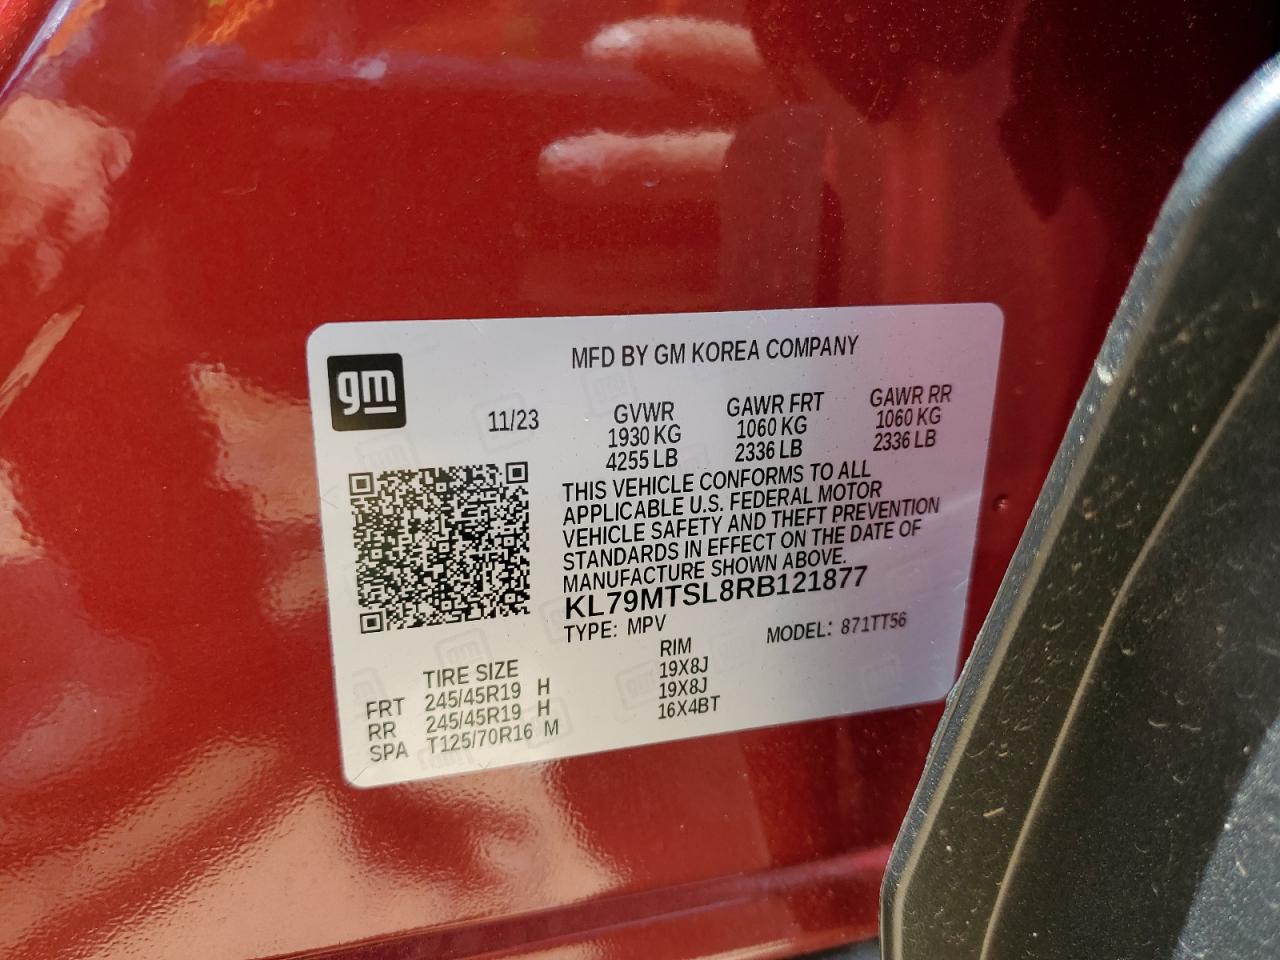 gm
MFD BY GM KOREA COMPANY
11/23
GVWR GAWR FRT GAWR RR
1930 KG 1060 KG 1060 KG
4255 LB 2336 LB 2336 LB
THIS VEHICLE CONFORMS TO ALL
APPLICABLE U.S. FEDERAL MOTOR
VEHICLE SAFETY AND THEFT PREVENTION
STANDARDS IN EFFECT ON THE DATE OF
MANUFACTURE SHOWN ABOVE.
KL79MTSL8RB121877
TYPE: MPV MODEL: 871TT56
TIRE SIZE RIM
FRT 245/45R19 H 19X8J
RR 245/45R19 H 19X8J
SPA T125/70R16 M 16X4BT